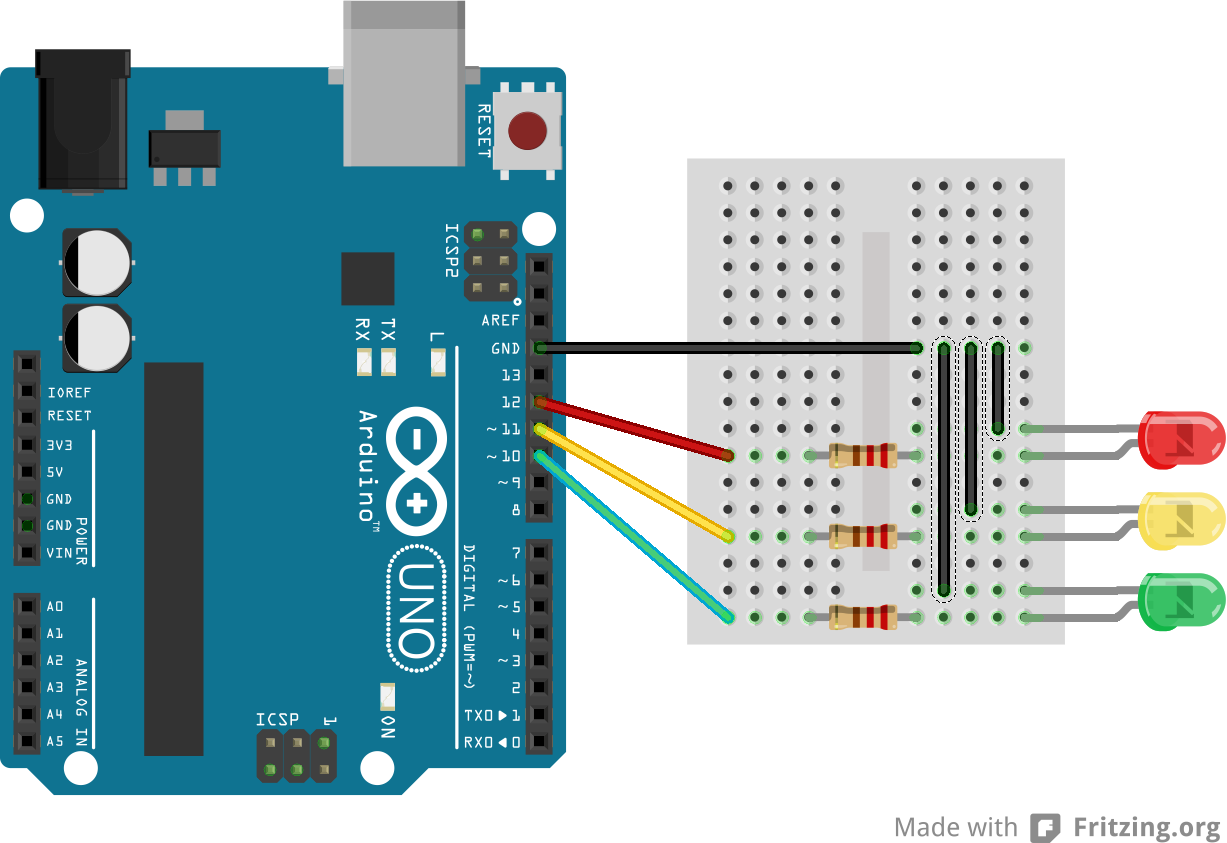 RESET
ICSP2
AREF
GND
RX
TX
L
13
12
~11
~10
~9
8
IOREF
RESET
3V3
5V
GND
GND
VIN
POWER
Arduino™
UNO
7
~6
~5
4
~3
2
TX0▶1
RX0◀0
DIGITAL (PWM=~)
A0
A1
A2
A3
A4
A5
ANALOG IN
ICSP
1
ON
Made with Fritzing.org